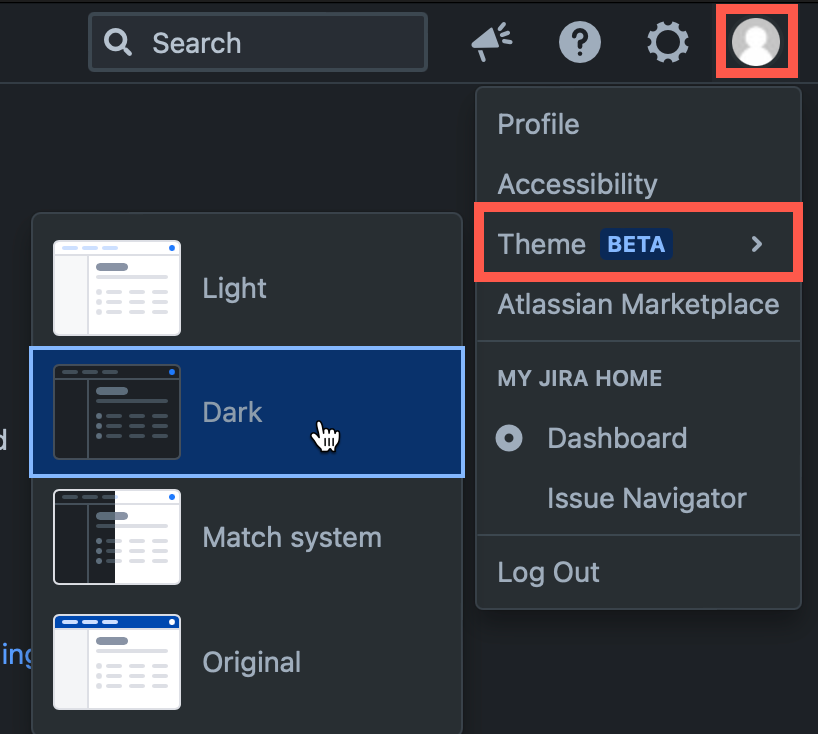 Search
Profile
Accessibility
Theme BETA
Atlassian Marketplace
MY JIRA HOME
Dashboard
Issue Navigator
Log Out
Light
Dark
Match system
Original
d
ing